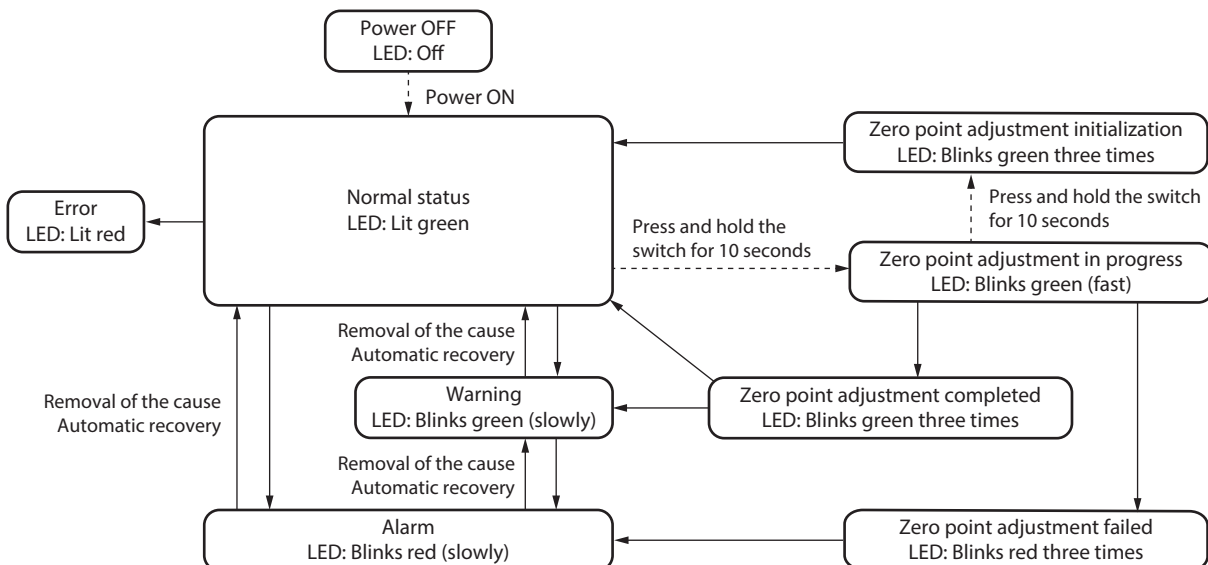 Power OFF
LED: Off
Power ON
Zero point adjustment initialization
LED: Blinks green three times
Normal status
LED: Lit green
Error
LED: Lit red
Press and hold the switch
for 10 seconds
Press and hold the
switch for 10 seconds
Zero point adjustment in progress
LED: Blinks green (fast)
Removal of the cause
Automatic recovery
Removal of the cause
Automatic recovery
Warning
LED: Blinks green (slowly)
Zero point adjustment completed
LED: Blinks green three times
Removal of the cause
Automatic recovery
Alarm
LED: Blinks red (slowly)
Zero point adjustment failed
LED: Blinks red three times